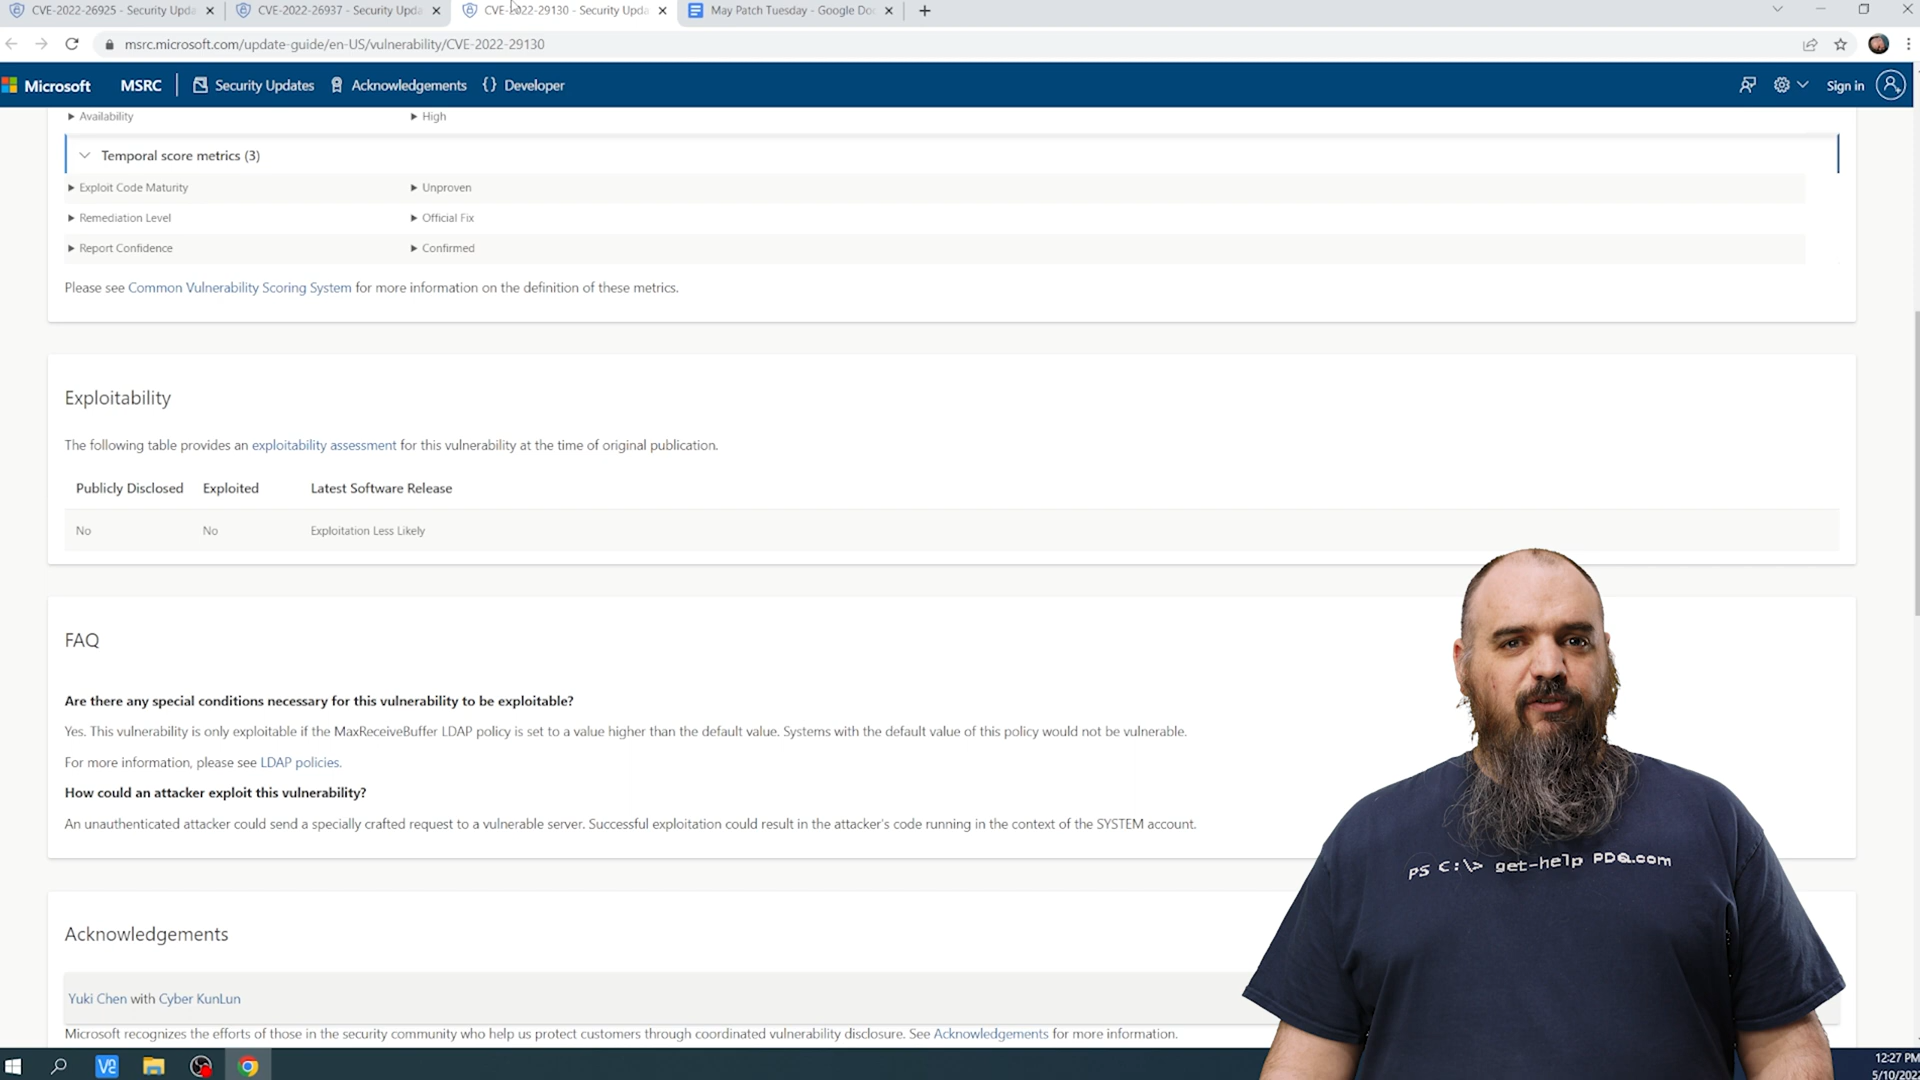 CVE-2022-26925 - Security Upda
CVE-2022-26937 - Security Upda
CVE-2022-29130 - Security Upda
May Patch Tuesday - Google Doc
msrc.microsoft.com/update-guide/en-US/vulnerability/CVE-2022-29130
Microsoft MSRC Security Updates Acknowledgements Developer Sign in
Availability High
Temporal score metrics (3)
Exploit Code Maturity Unproven
Remediation Level Official Fix
Report Confidence Confirmed
Please see Common Vulnerability Scoring System for more information on the definition of these metrics.
Exploitability
The following table provides an exploitability assessment for this vulnerability at the time of original publication.
Publicly Disclosed Exploited Latest Software Release
No No Exploitation Less Likely
FAQ
Are there any special conditions necessary for this vulnerability to be exploitable?
Yes. This vulnerability is only exploitable if the MaxReceiveBuffer LDAP policy is set to a value higher than the default value. Systems with the default value of this policy would not be vulnerable.
For more information, please see LDAP policies.
How could an attacker exploit this vulnerability?
An unauthenticated attacker could send a specially crafted request to a vulnerable server. Successful exploitation could result in the attacker's code running in the context of the SYSTEM account.
PS C:\> get-help PDQ.com
Acknowledgements
Yuki Chen with Cyber KunLun
Microsoft recognizes the efforts of those in the security community who help us protect customers through coordinated vulnerability disclosure. See Acknowledgements for more information.
12:27 PM
5/10/202